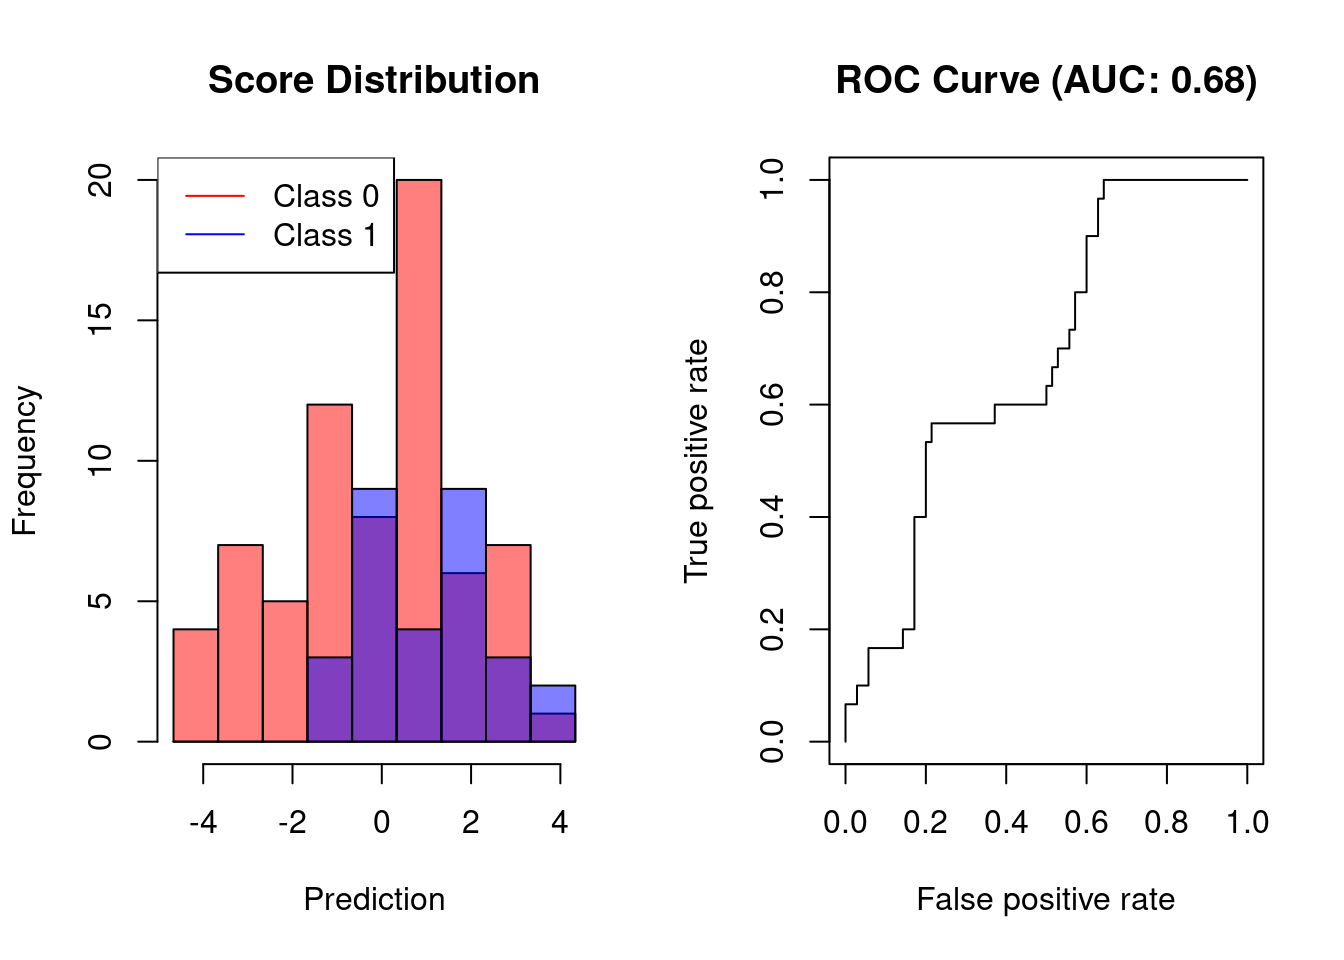 Score Distribution
Class 0
Class 1
Frequency
0
5
10
15
20
-4
-2
0
2
4
Prediction
ROC Curve (AUC: 0.68)
True positive rate
0.0
0.2
0.4
0.6
0.8
1.0
0.0
0.2
0.4
0.6
0.8
1.0
False positive rate